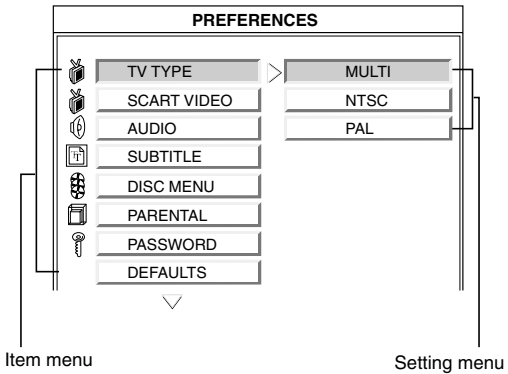 PREFERENCES
TV TYPE
MULTI
SCART VIDEO
NTSC
AUDIO
PAL
SUBTITLE
DISC MENU
PARENTAL
PASSWORD
DEFAULTS
Item menu
Setting menu